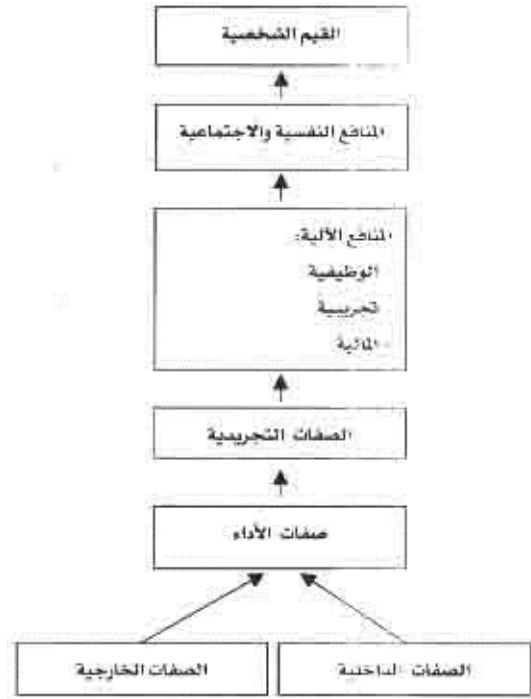 القيم الشخصية
المنافع النفسية والاجتماعية
المنافع الآلية:
الوظيفية
تجريبية
المالية
الصفات التجريدية
صفات الأداء
الصفات الداخلية
الصفات الخارجية